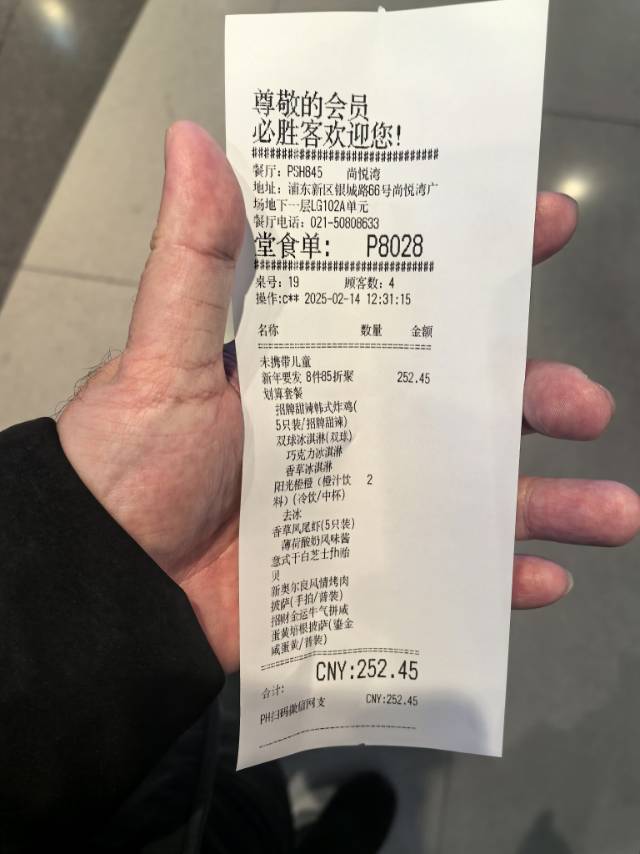 尊敬的会员
必胜客欢迎您!
################################
餐厅: PSH845 尚悦湾
地址: 浦东新区银城路66号尚悦湾广
场地下一层LG102A单元
餐厅电话: 021-50808633
堂食单: P8028
################################
桌号: 19 顾客数: 4
操作:c** 2025-02-14 12:31:15
名称 数量 金额
未携带儿童
新年要发 8件85折聚 252.45
划算套餐
招牌甜辣韩式炸鸡(
5只装/招牌甜辣)
双球冰淇淋(双球)
巧克力冰淇淋
香草冰淇淋
阳光橙橙（橙汁饮 2
料）(冷饮/中杯)
去冰
香草凤尾虾(5只装)
薄荷酸奶风味酱
意式干白芝士焗贻
贝
新奥尔良风情烤肉
披萨(手拍/普装)
招财金运牛气拼咸
蛋黄培根披萨(鎏金
咸蛋黄/普装)
CNY:252.45
合计:
PH扫码微信网支 CNY:252.45